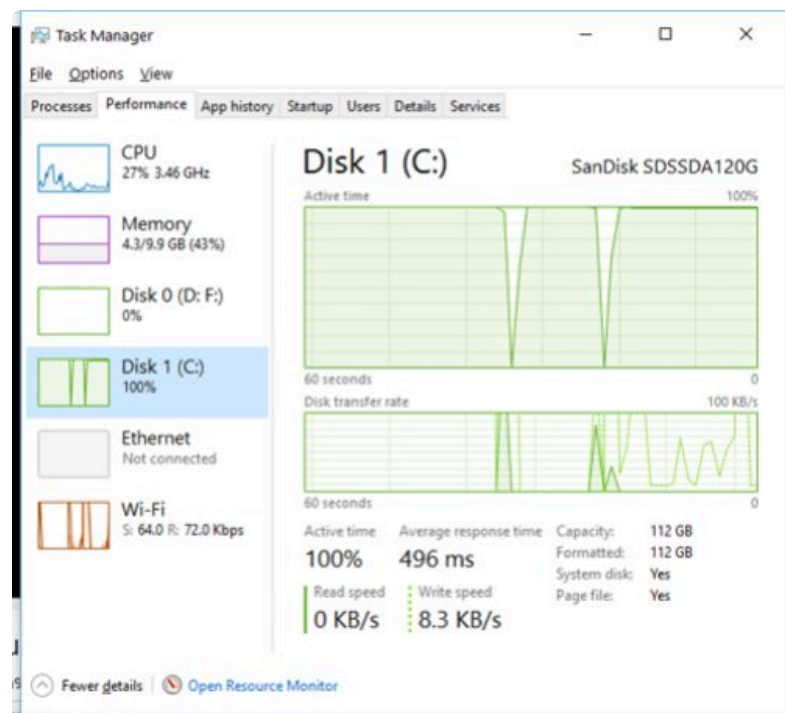 Task Manager
File Options View
Processes Performance App history Startup Users Details Services
CPU
27% 3.46 GHz
Memory
4.3/9.9 GB (43%)
Disk 0 (D: F:)
0%
Disk 1 (C:)
100%
Ethernet
Not connected
Wi-Fi
S: 64.0 R: 72.0 Kbps
Disk 1 (C:) SanDisk SDSSDA120G
Active time 100%
60 seconds 0
Disk transfer rate 100 KB/s
60 seconds 0
Active time Average response time
100% 496 ms
Read speed Write speed
0 KB/s 8.3 KB/s
Capacity: 112 GB
Formatted: 112 GB
System disk: Yes
Page file: Yes
Fewer details Open Resource Monitor